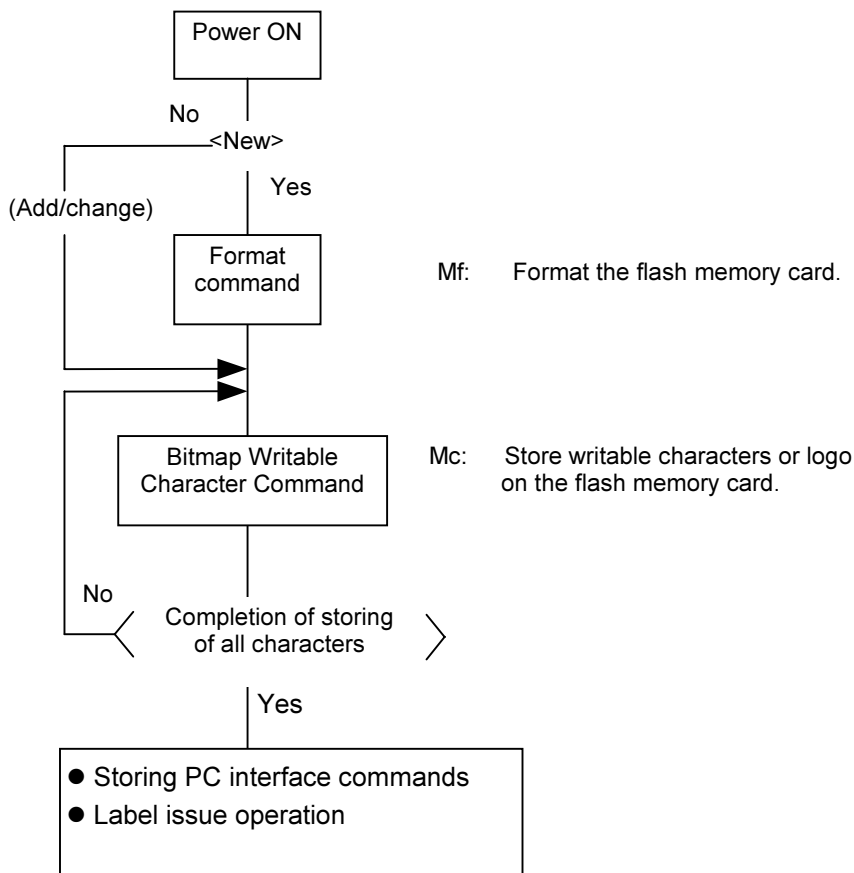 Power ON
No
<New>
Yes
(Add/change)
Format
command
Mf: Format the flash memory card.
Bitmap Writable
Character Command
Mc: Store writable characters or logo
on the flash memory card.
No
Completion of storing
of all characters
Yes
● Storing PC interface commands
● Label issue operation